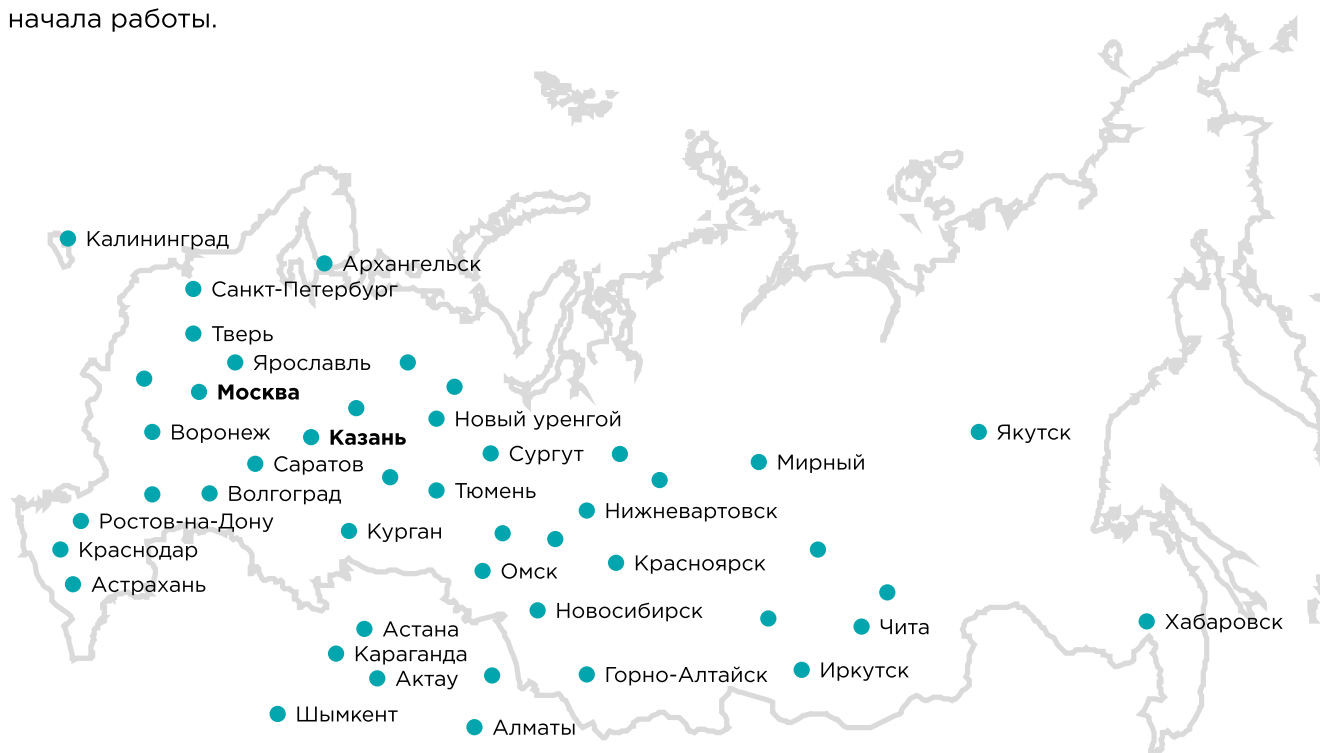 начала работы.
Калининград
Архангельск
Санкт-Петербург
Тверь
Ярославль
Москва
Новый уренгой
Воронеж
Казань
Якутск
Сургут
Саратов
Мирный
Тюмень
Волгоград
Нижневартовск
Ростов-на-Дону
Курган
Краснодар
Красноярск
Омск
Астрахань
Новосибирск
Хабаровск
Чита
Астана
Караганда
Иркутск
Горно-Алтайск
Актау
Шымкент
Алматы